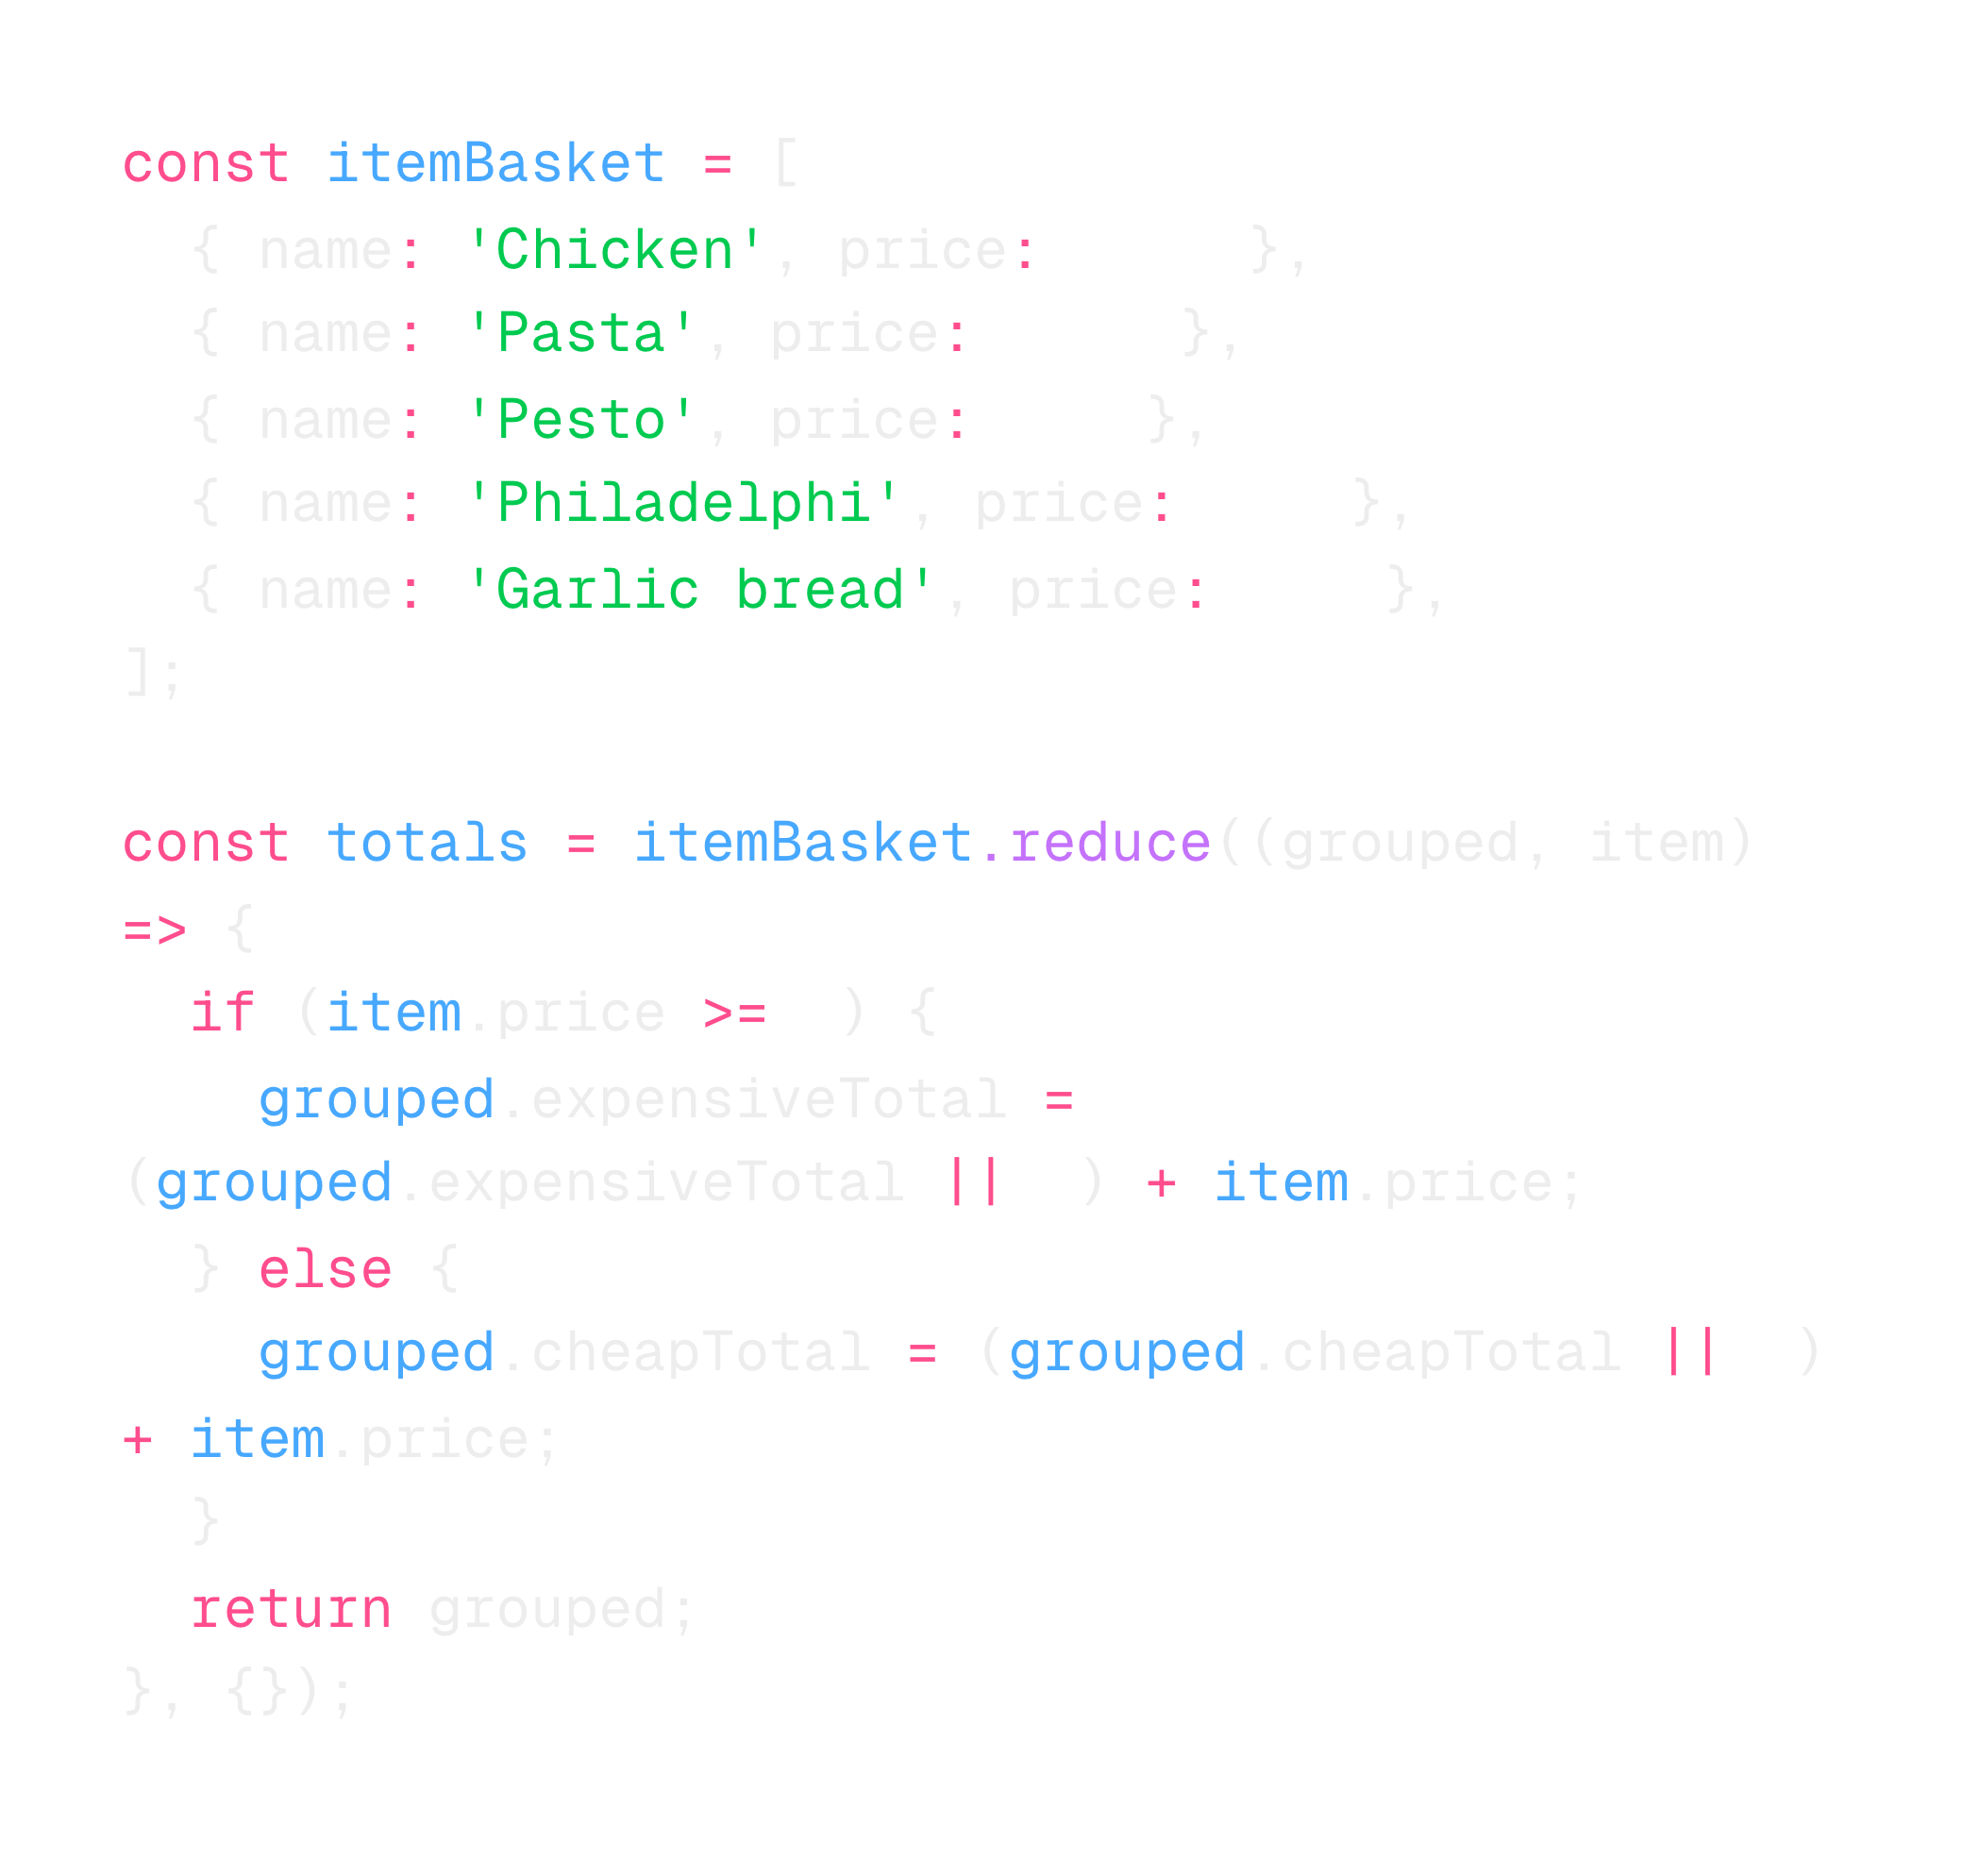 const itemBasket = [
{ name: 'Chicken', price: },
{ name: 'Pasta', price: },
{ name: 'Pesto', price: },
{ name: 'Philadelphi', price: },
{ name: 'Garlic bread', price: },
];
const totals = itemBasket.reduce((grouped, item)
=> {
if (item.price >= ) {
grouped.expensiveTotal =
(grouped.expensiveTotal || ) + item.price;
} else {
grouped.cheapTotal = (grouped.cheapTotal || )
+ item.price;
}
return grouped;
}, {});